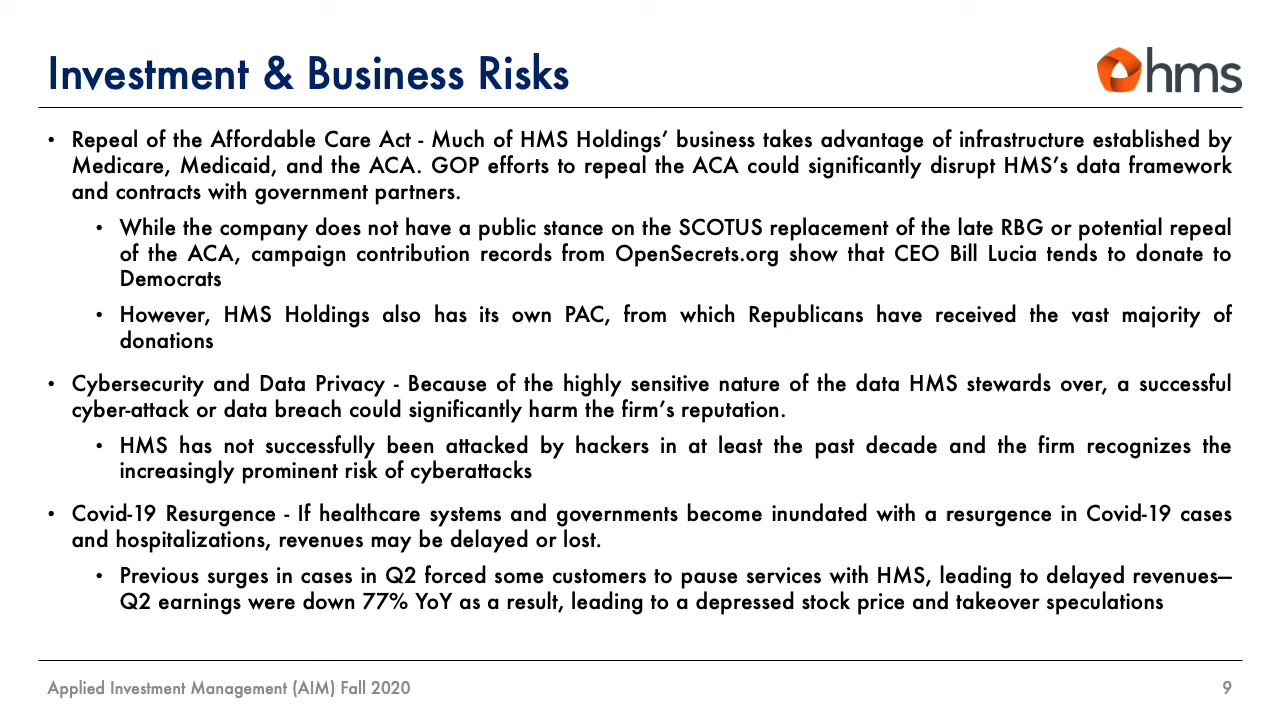 Investment & Business Risks
hms
• Repeal of the Affordable Care Act - Much of HMS Holdings’ business takes advantage of infrastructure established by
Medicare, Medicaid, and the ACA. GOP efforts to repeal the ACA could significantly disrupt HMS’s data framework
and contracts with government partners.
• While the company does not have a public stance on the SCOTUS replacement of the late RBG or potential repeal
of the ACA, campaign contribution records from OpenSecrets.org show that CEO Bill Lucia tends to donate to
Democrats
• However, HMS Holdings also has its own PAC, from which Republicans have received the vast majority of
donations
• Cybersecurity and Data Privacy - Because of the highly sensitive nature of the data HMS stewards over, a successful
cyber-attack or data breach could significantly harm the firm’s reputation.
• HMS has not successfully been attacked by hackers in at least the past decade and the firm recognizes the
increasingly prominent risk of cyberattacks
• Covid-19 Resurgence - If healthcare systems and governments become inundated with a resurgence in Covid-19 cases
and hospitalizations, revenues may be delayed or lost.
• Previous surges in cases in Q2 forced some customers to pause services with HMS, leading to delayed revenues—
Q2 earnings were down 77% YoY as a result, leading to a depressed stock price and takeover speculations
Applied Investment Management (AIM) Fall 2020
9